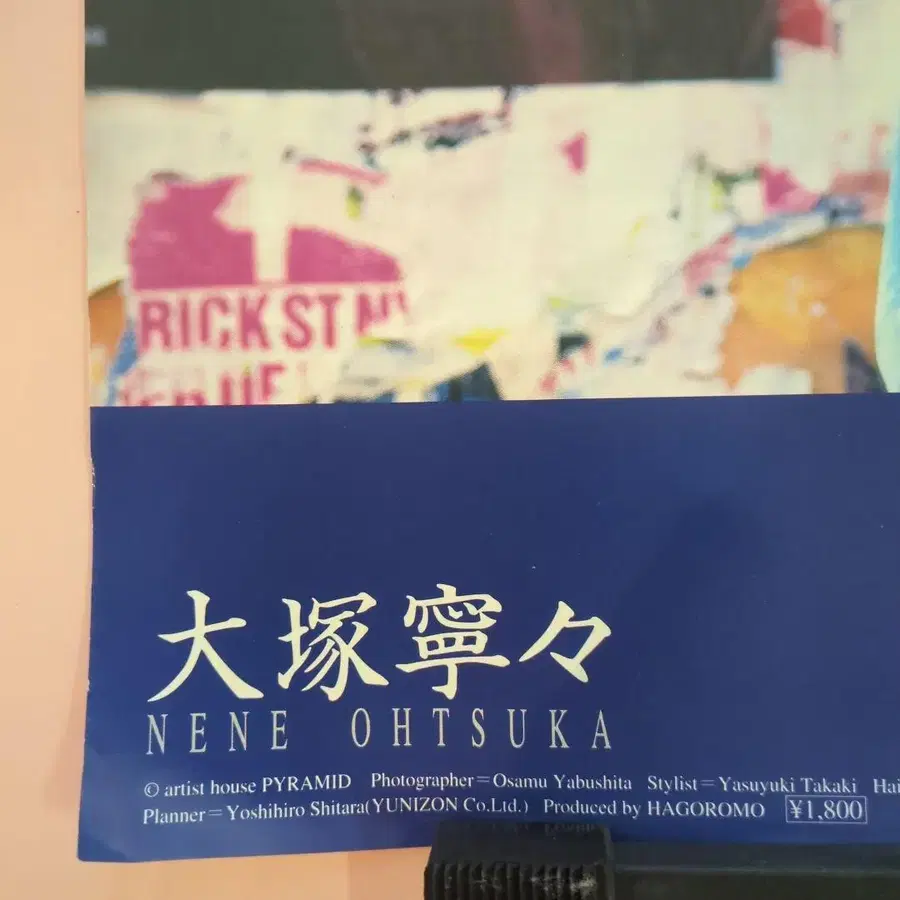 RICK ST N
大塚寧々
NENE OHTSUKA
© artist house PYRAMID Photographer=Osamu Yabushita Stylist=Yasuyuki Takaki Hai
Planner=Yoshihiro Shitara(YUNIZON Co.Ltd.) Produced by HAGOROMO ¥1,800